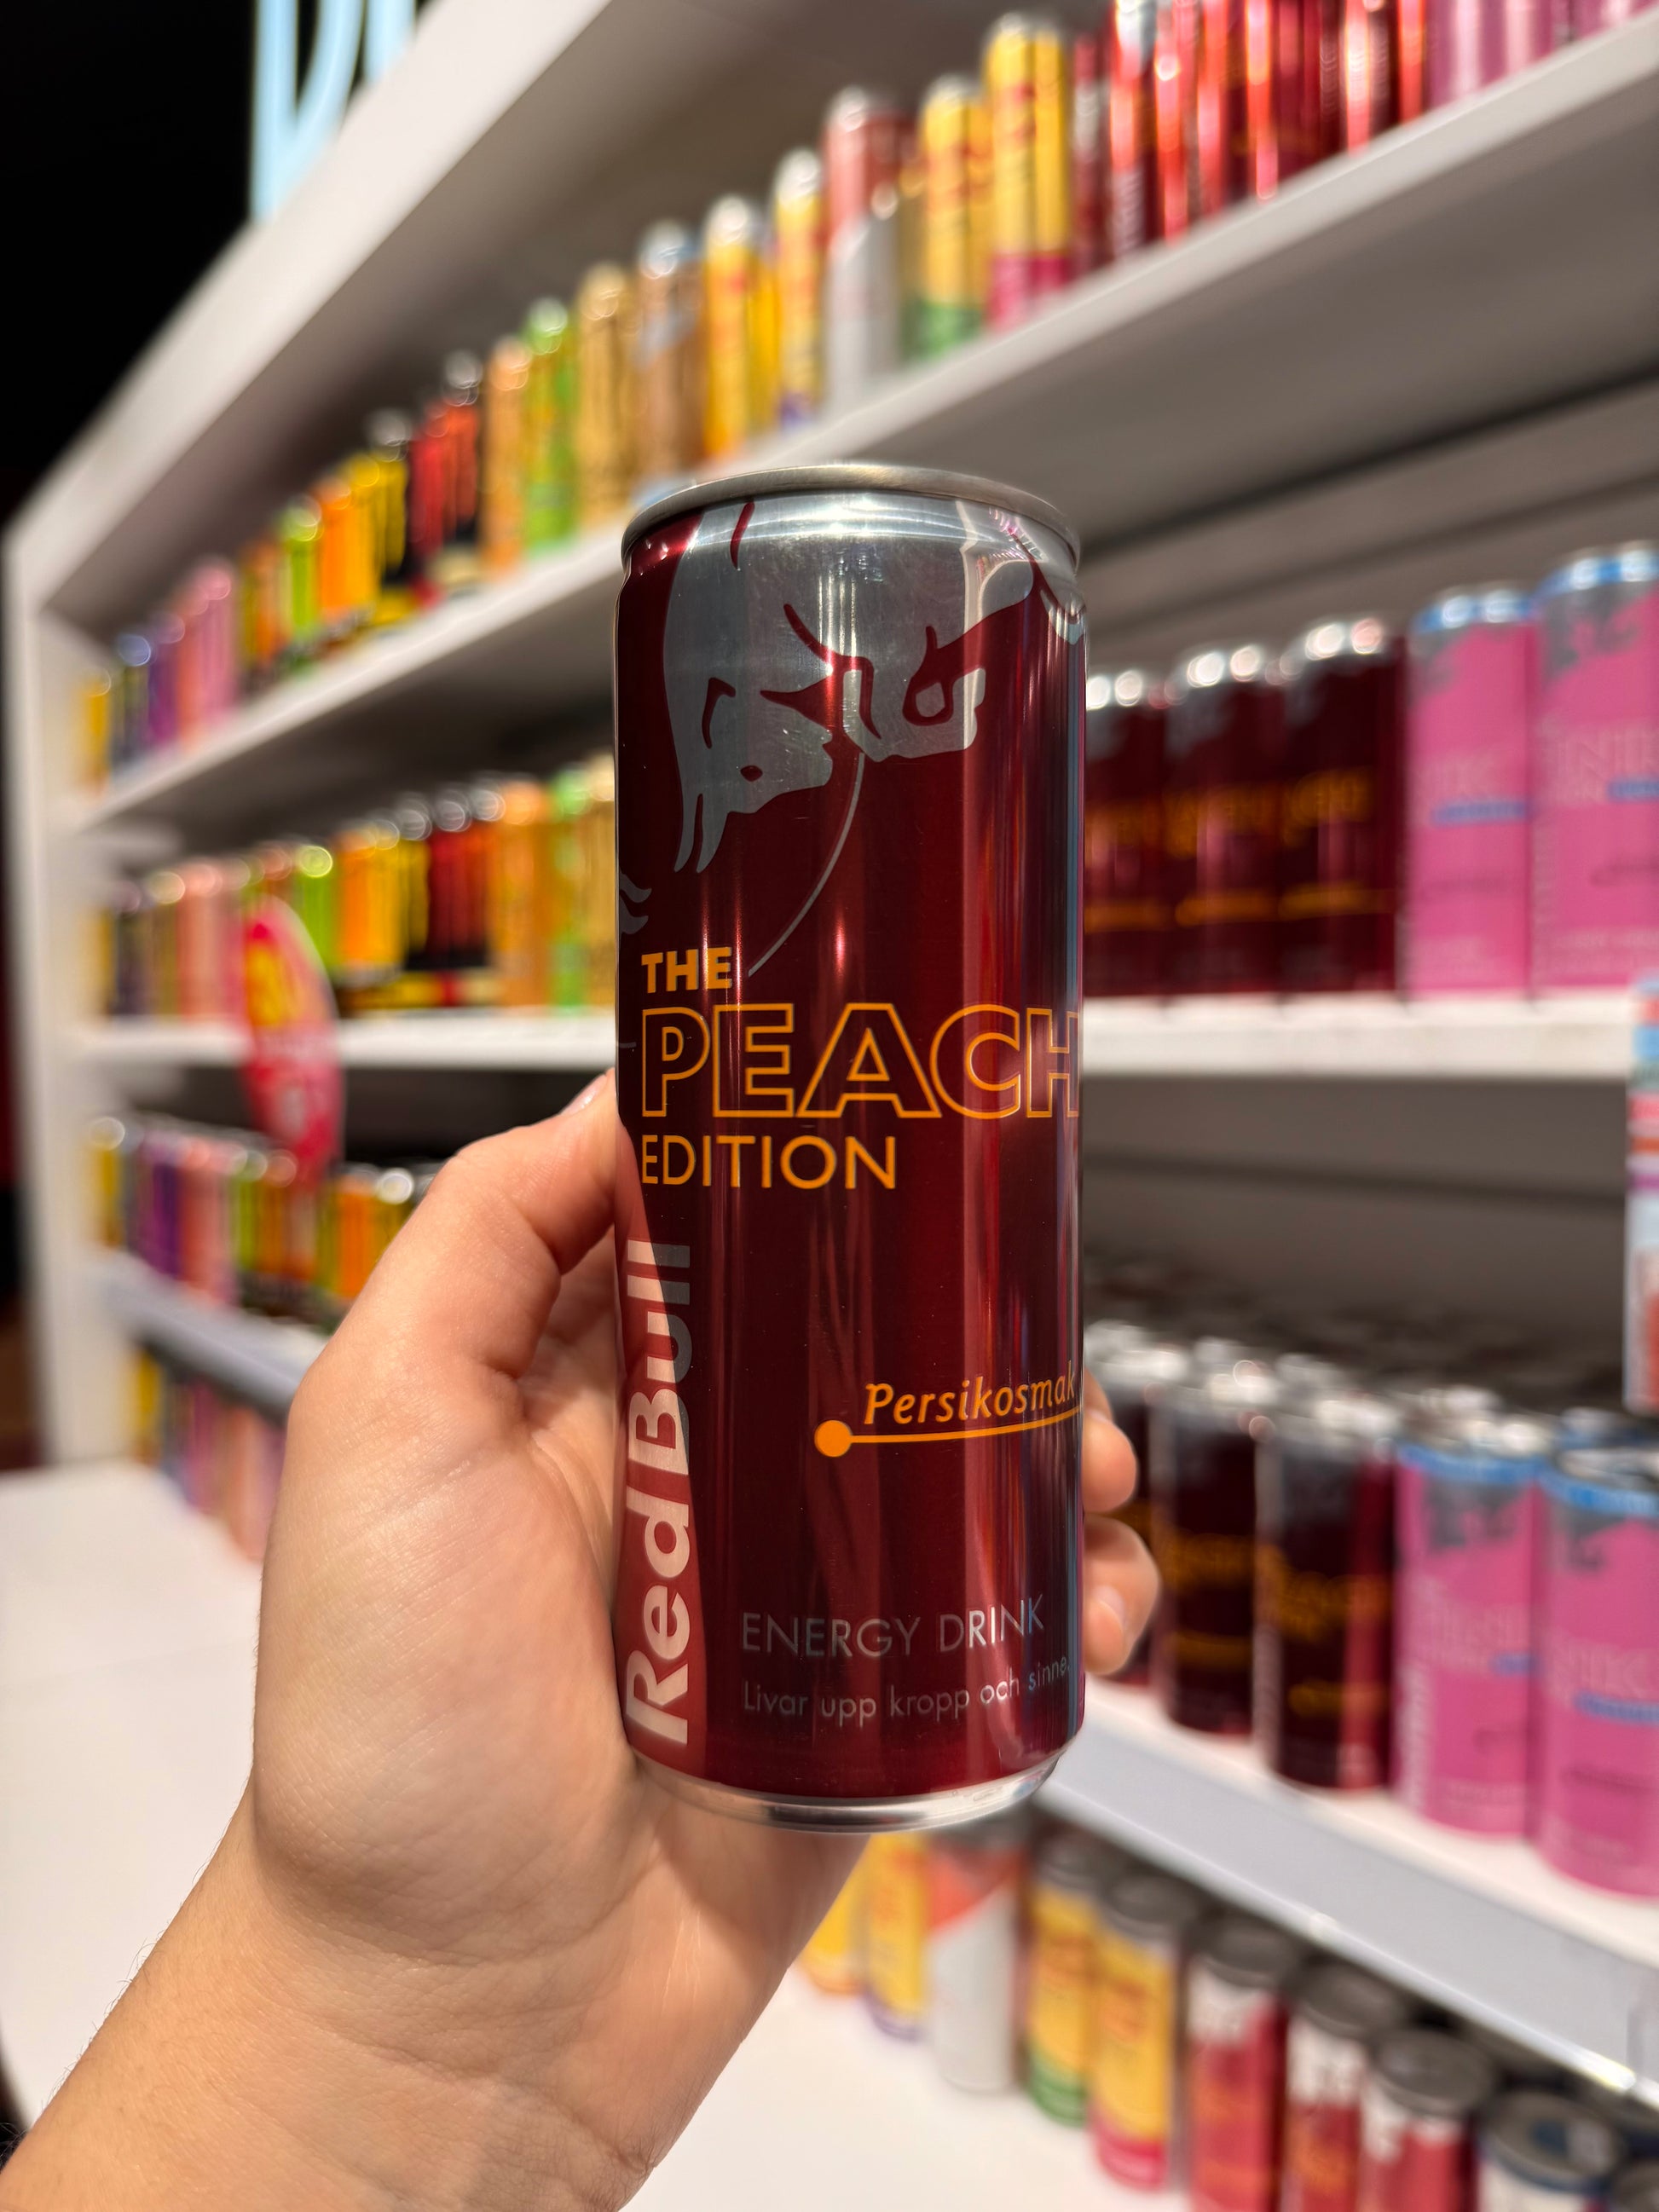 THE
PEACH
EDITION
Red Bull
Persikosmak
ENERGY DRINK
Livar upp kropp och sinne.